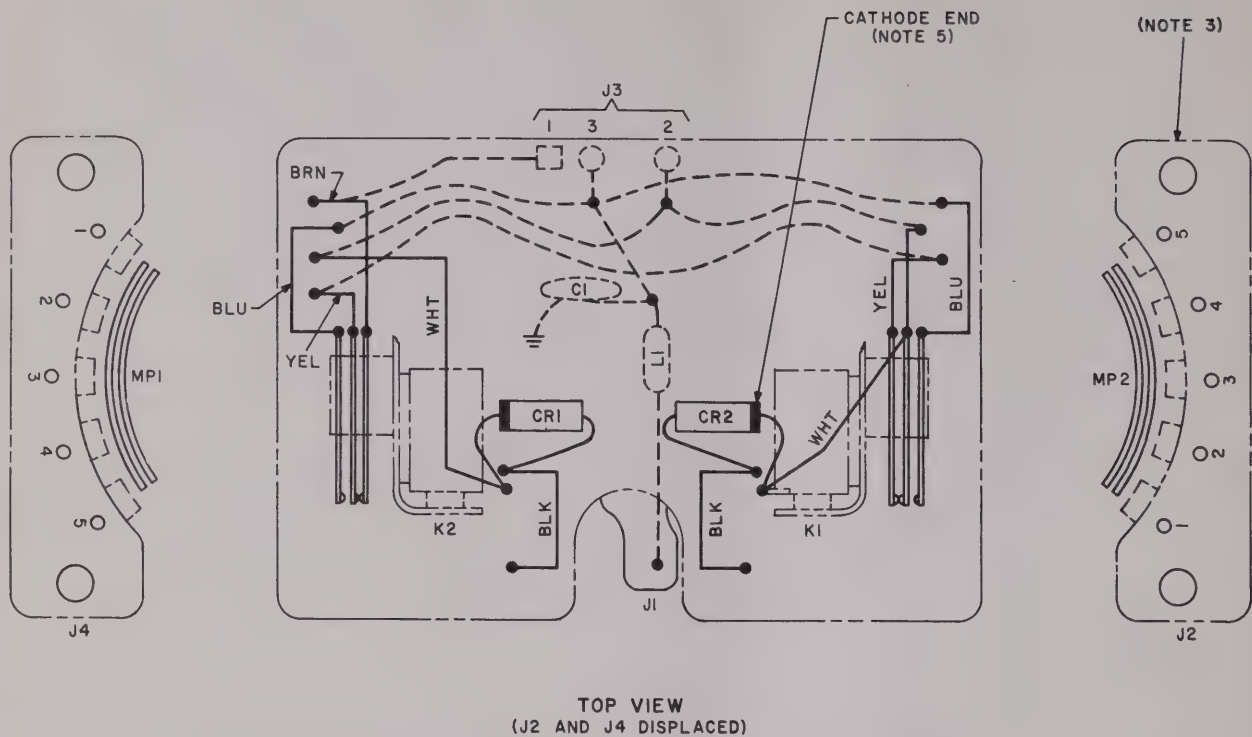 CATHODE END
(NOTE 5)
(NOTE 3)
J3
1 3 2
BRN
1
2
3
4
5
MP1
J4
BLU
YEL
WHT
C1
L1
CR1
CR2
WHT
YEL
BLU
K2
BLK
BLK
K1
J1
5
4
3
2
1
MP2
J2
TOP VIEW
(J2 AND J4 DISPLACED)